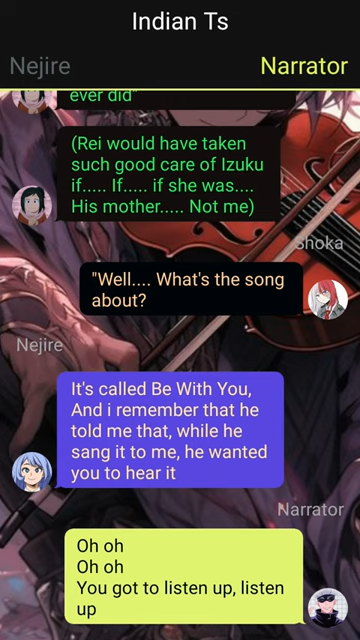 Indian Ts
Nejire
Narrator
ever did"
(Rei would have taken
such good care of Izuku
if..... If..... if she was....
His mother..... Not me)
Shoka
"Well.... What's the song
about?
Nejire
It's called Be With You,
And i remember that he
told me that, while he
sang it to me, he wanted
you to hear it
Narrator
Oh oh
Oh oh
You got to listen up, listen
up